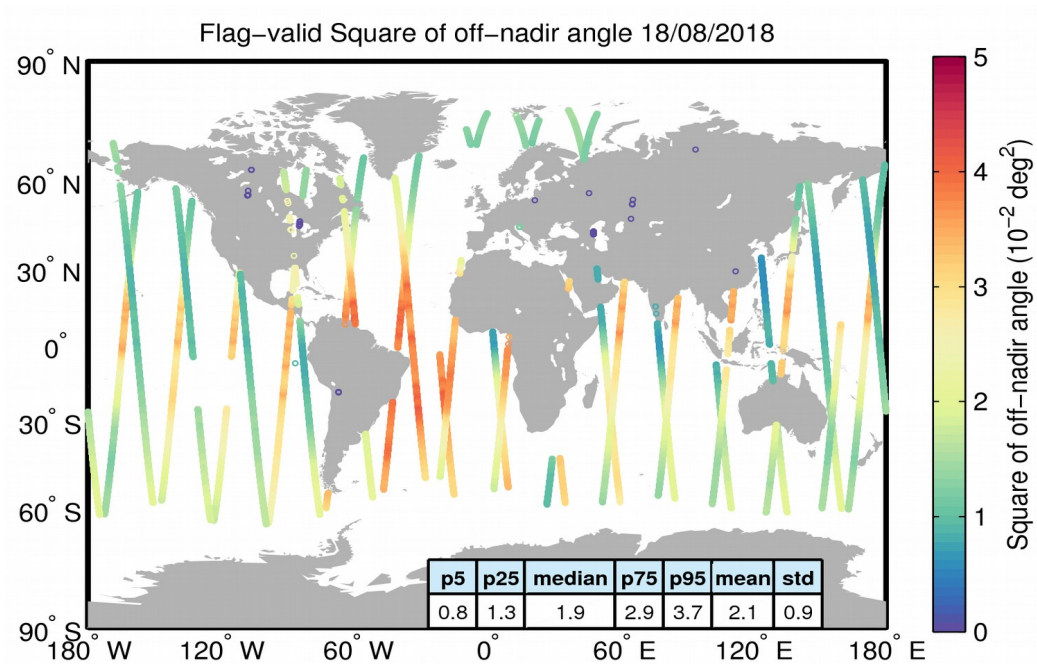 Flag−valid Square of off−nadir angle 18/08/2018
90° N
60° N
30° N
0°
30° S
60° S
90° S
180° W
120° W
60° W
0°
60° E
120° E
180° E
p5 p25 median p75 p95 mean std
0.8 1.3 1.9 2.9 3.7 2.1 0.9
5
4
3
2
1
0
Square of off−nadir angle (10⁻² deg²)